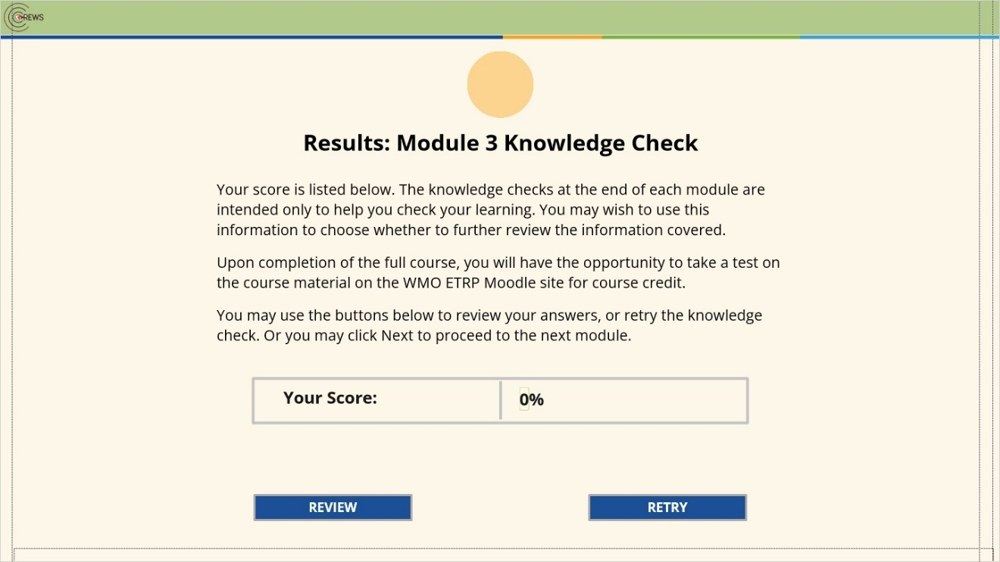 CREWS
Results: Module 3 Knowledge Check
Your score is listed below. The knowledge checks at the end of each module are
intended only to help you check your learning. You may wish to use this
information to choose whether to further review the information covered.
Upon completion of the full course, you will have the opportunity to take a test on
the course material on the WMO ETRP Moodle site for course credit.
You may use the buttons below to review your answers, or retry the knowledge
check. Or you may click Next to proceed to the next module.
Your Score:
0%
REVIEW
RETRY